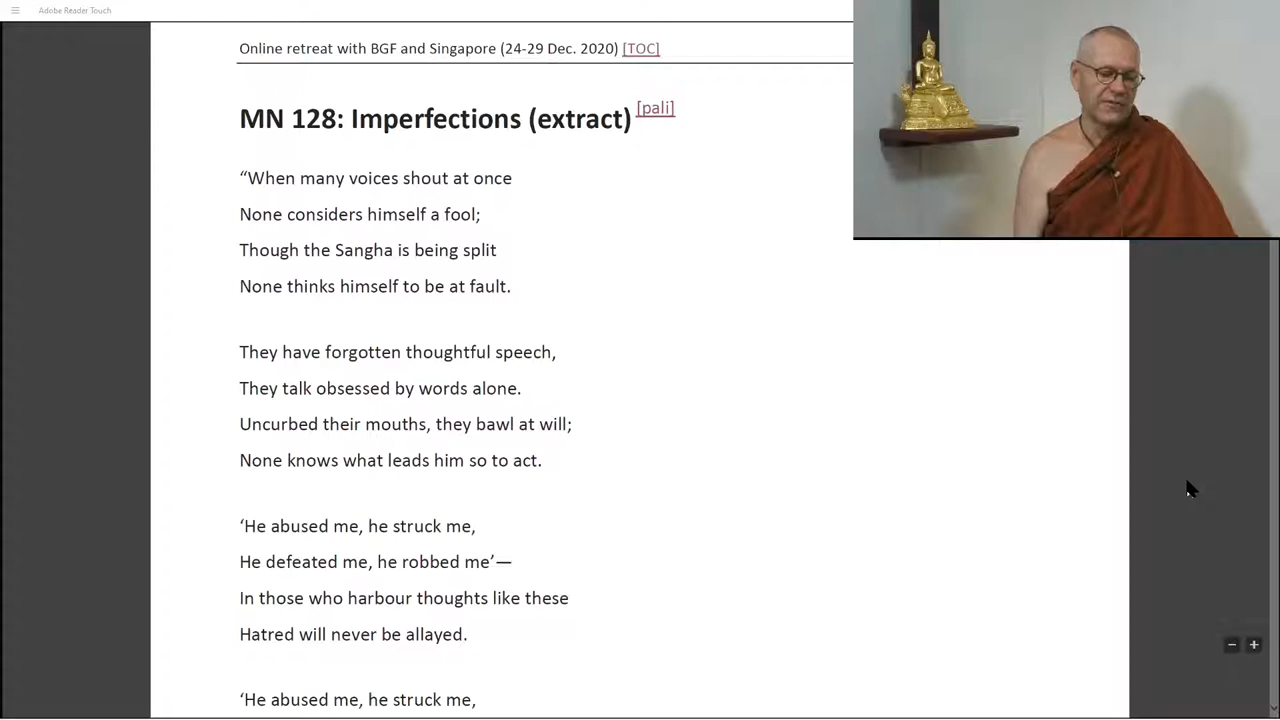 Adobe Reader Touch
Online retreat with BGF and Singapore (24-29 Dec. 2020) [TOC]
MN 128: Imperfections (extract) [pali]
“When many voices shout at once
None considers himself a fool;
Though the Sangha is being split
None thinks himself to be at fault.
They have forgotten thoughtful speech,
They talk obsessed by words alone.
Uncurbed their mouths, they bawl at will;
None knows what leads him so to act.
‘He abused me, he struck me,
He defeated me, he robbed me’—
In those who harbour thoughts like these
Hatred will never be allayed.
‘He abused me, he struck me,